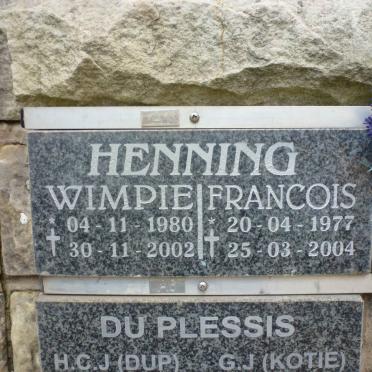 HENNING
WIMPIE FRANCOIS
* 04 - 11 - 1980 * 20 - 04 - 1977
† 30 - 11 - 2002 † 25 - 03 - 2004
DU PLESSIS
H.C.J (DUP) G.J (KOTIE)